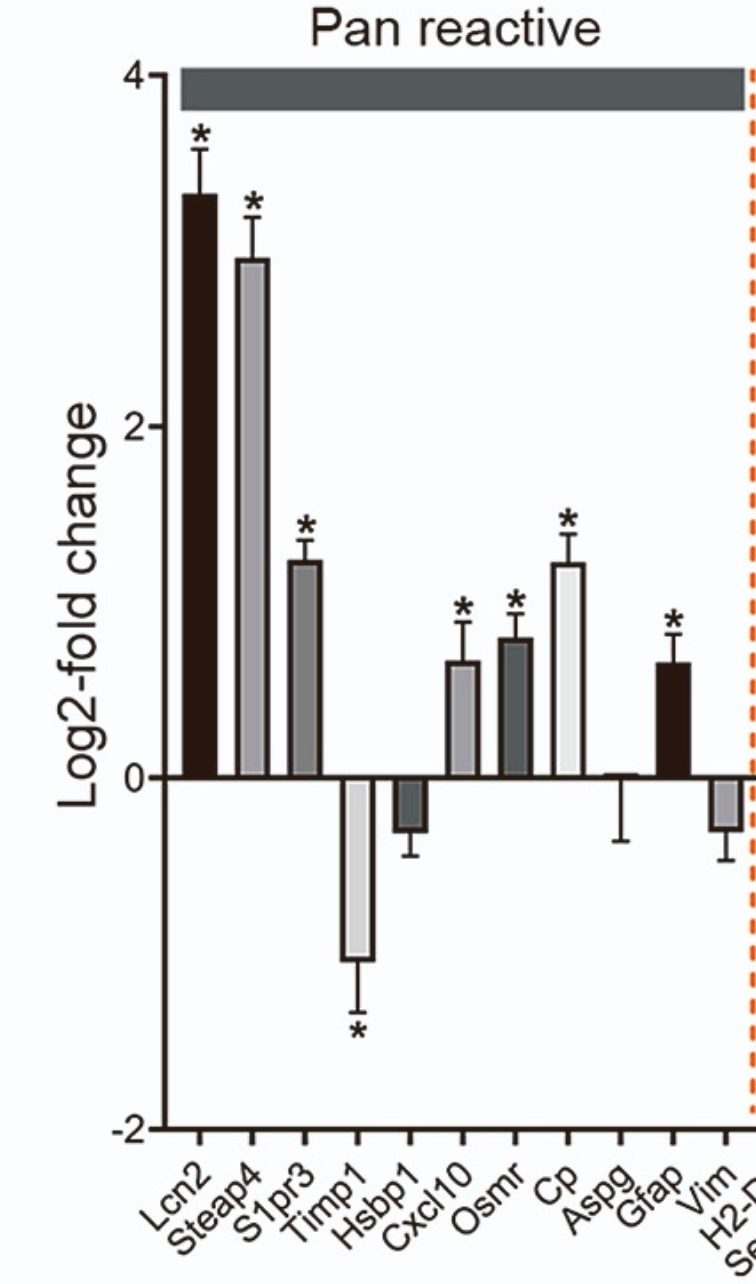 Pan reactive
4
*
*
2
Log2-fold change
*
*
*
*
*
0
*
-2
Lcn2
Steap4
S1pr3
Timp1
Hsbp1
Cxcl10
Osmr
Cp
Aspg
Gfap
Vim